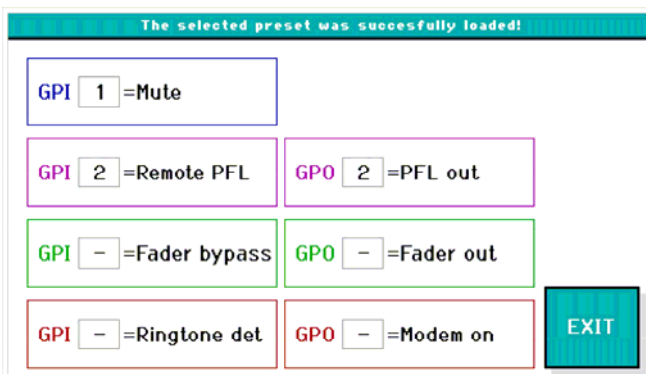 The selected preset was succesfully loaded!
GPI 1 =Mute
GPI 2 =Remote PFL GPO 2 =PFL out
GPI - =Fader bypass GPO - =Fader out
GPI - =Ringtone det GPO - =Modem on
EXIT